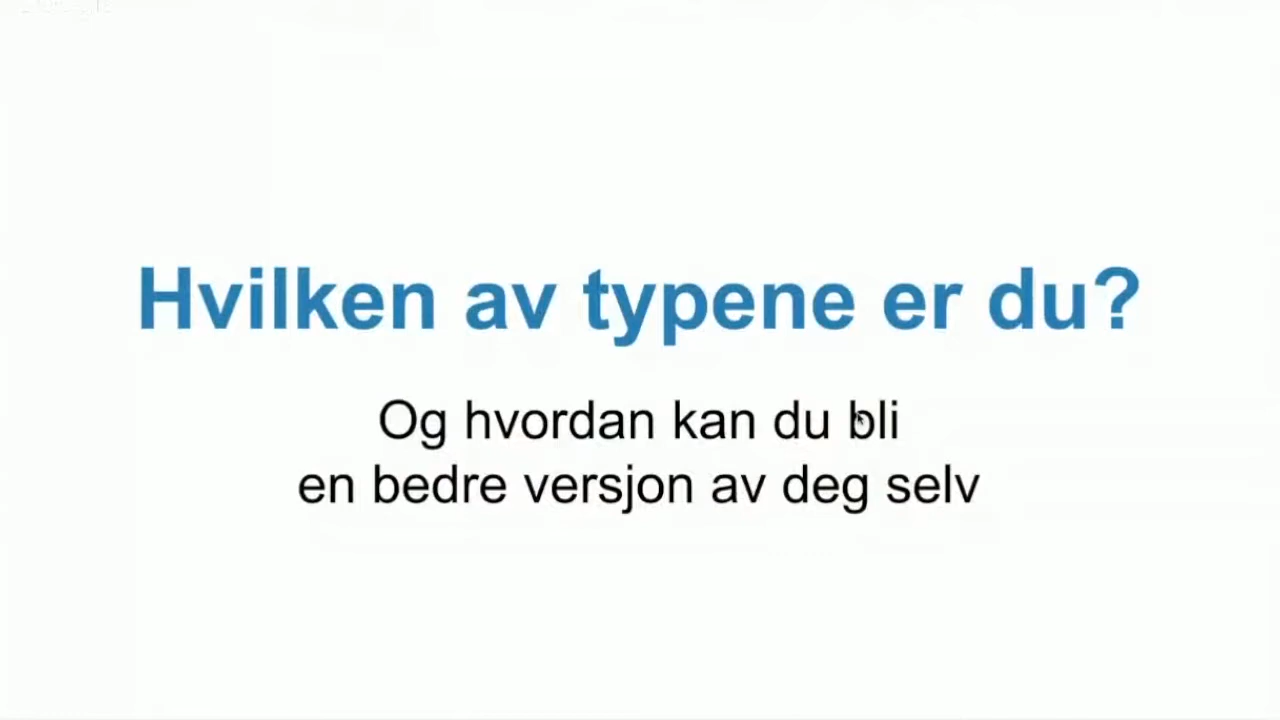 Hvilken av typene er du?
Og hvordan kan du bli
en bedre versjon av deg selv